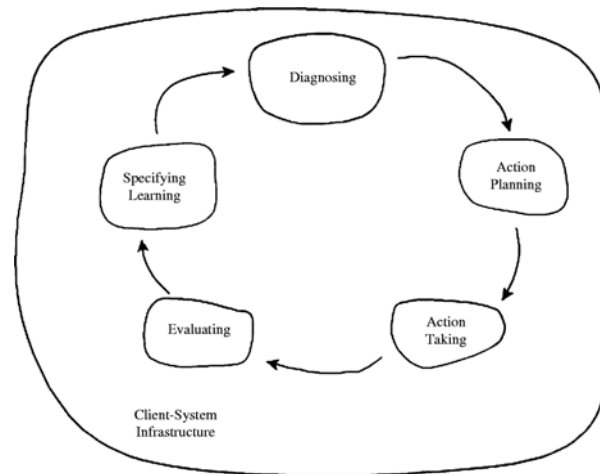 Diagnosing
Action
Planning
Action
Taking
Evaluating
Specifying
Learning
Client-System
Infrastructure